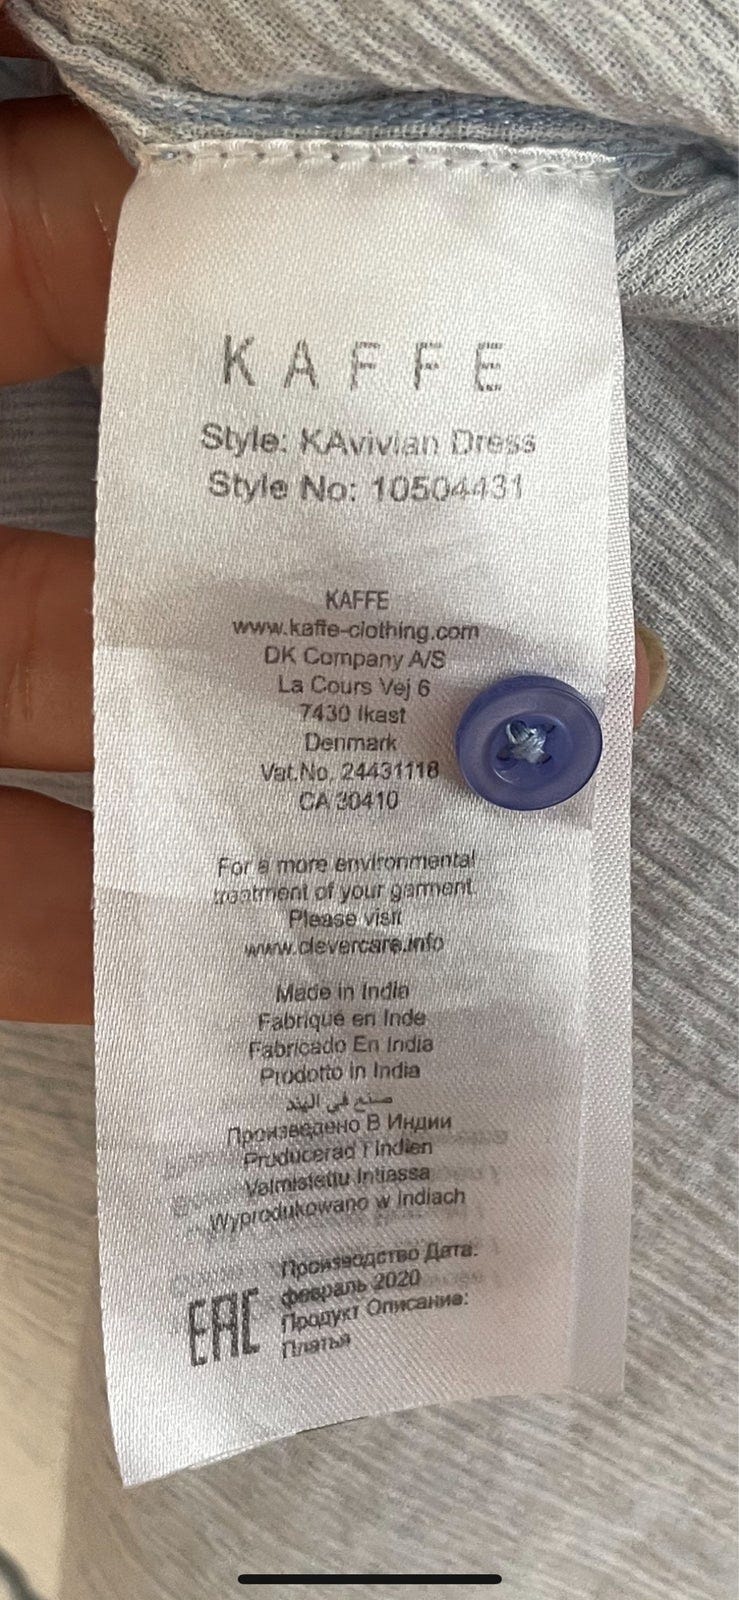 KAFFE
Style: KAvivian Dress
Style No: 10504431
KAFFE
www.kaffe-clothing.com
DK Company A/S
La Cours Vej 6
7430 Ikast
Denmark
Vat.No. 24431118
CA 30410
For a more environmental
treatment of your garment.
Please visit
www.clevercare.info
Made in India
Fabriqué en Inde
Fabricado En India
Prodotto in India
صنع في الهند
Произведено В Индии
Producerad I Indien
Valmistettu Intiassa
Wyprodukowano w Indiach
EAC
Производство Дата:
февраль 2020
Продукт Описание:
Платья